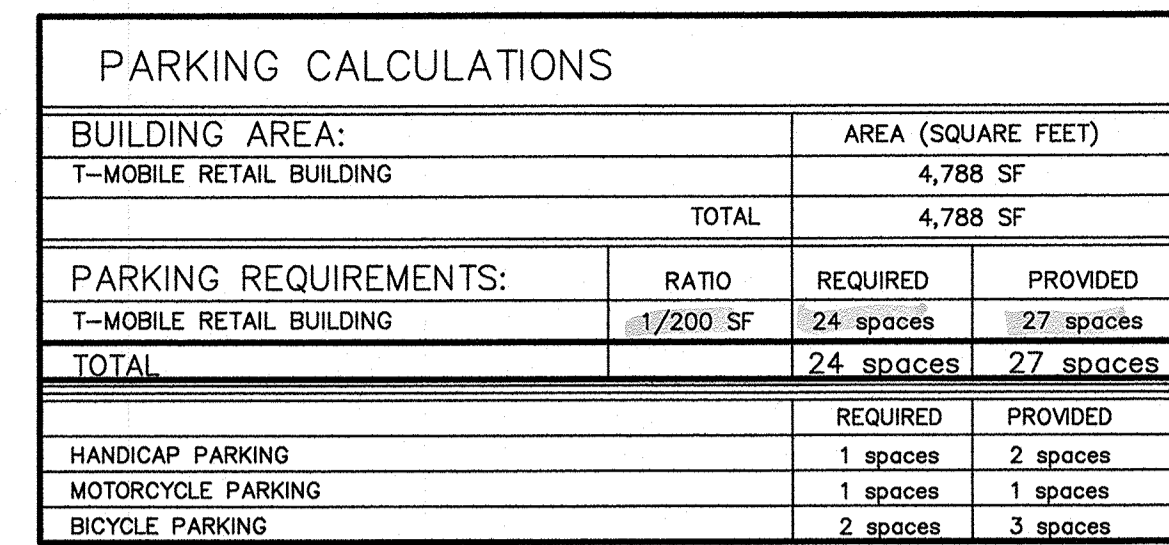 PARKING CALCULATIONS
BUILDING AREA: AREA (SQUARE FEET)
T-MOBILE RETAIL BUILDING 4,788 SF
TOTAL 4,788 SF
PARKING REQUIREMENTS: RATIO REQUIRED PROVIDED
T-MOBILE RETAIL BUILDING 1/200 SF 24 spaces 27 spaces
TOTAL 24 spaces 27 spaces
REQUIRED PROVIDED
HANDICAP PARKING 1 spaces 2 spaces
MOTORCYCLE PARKING 1 spaces 1 spaces
BICYCLE PARKING 2 spaces 3 spaces